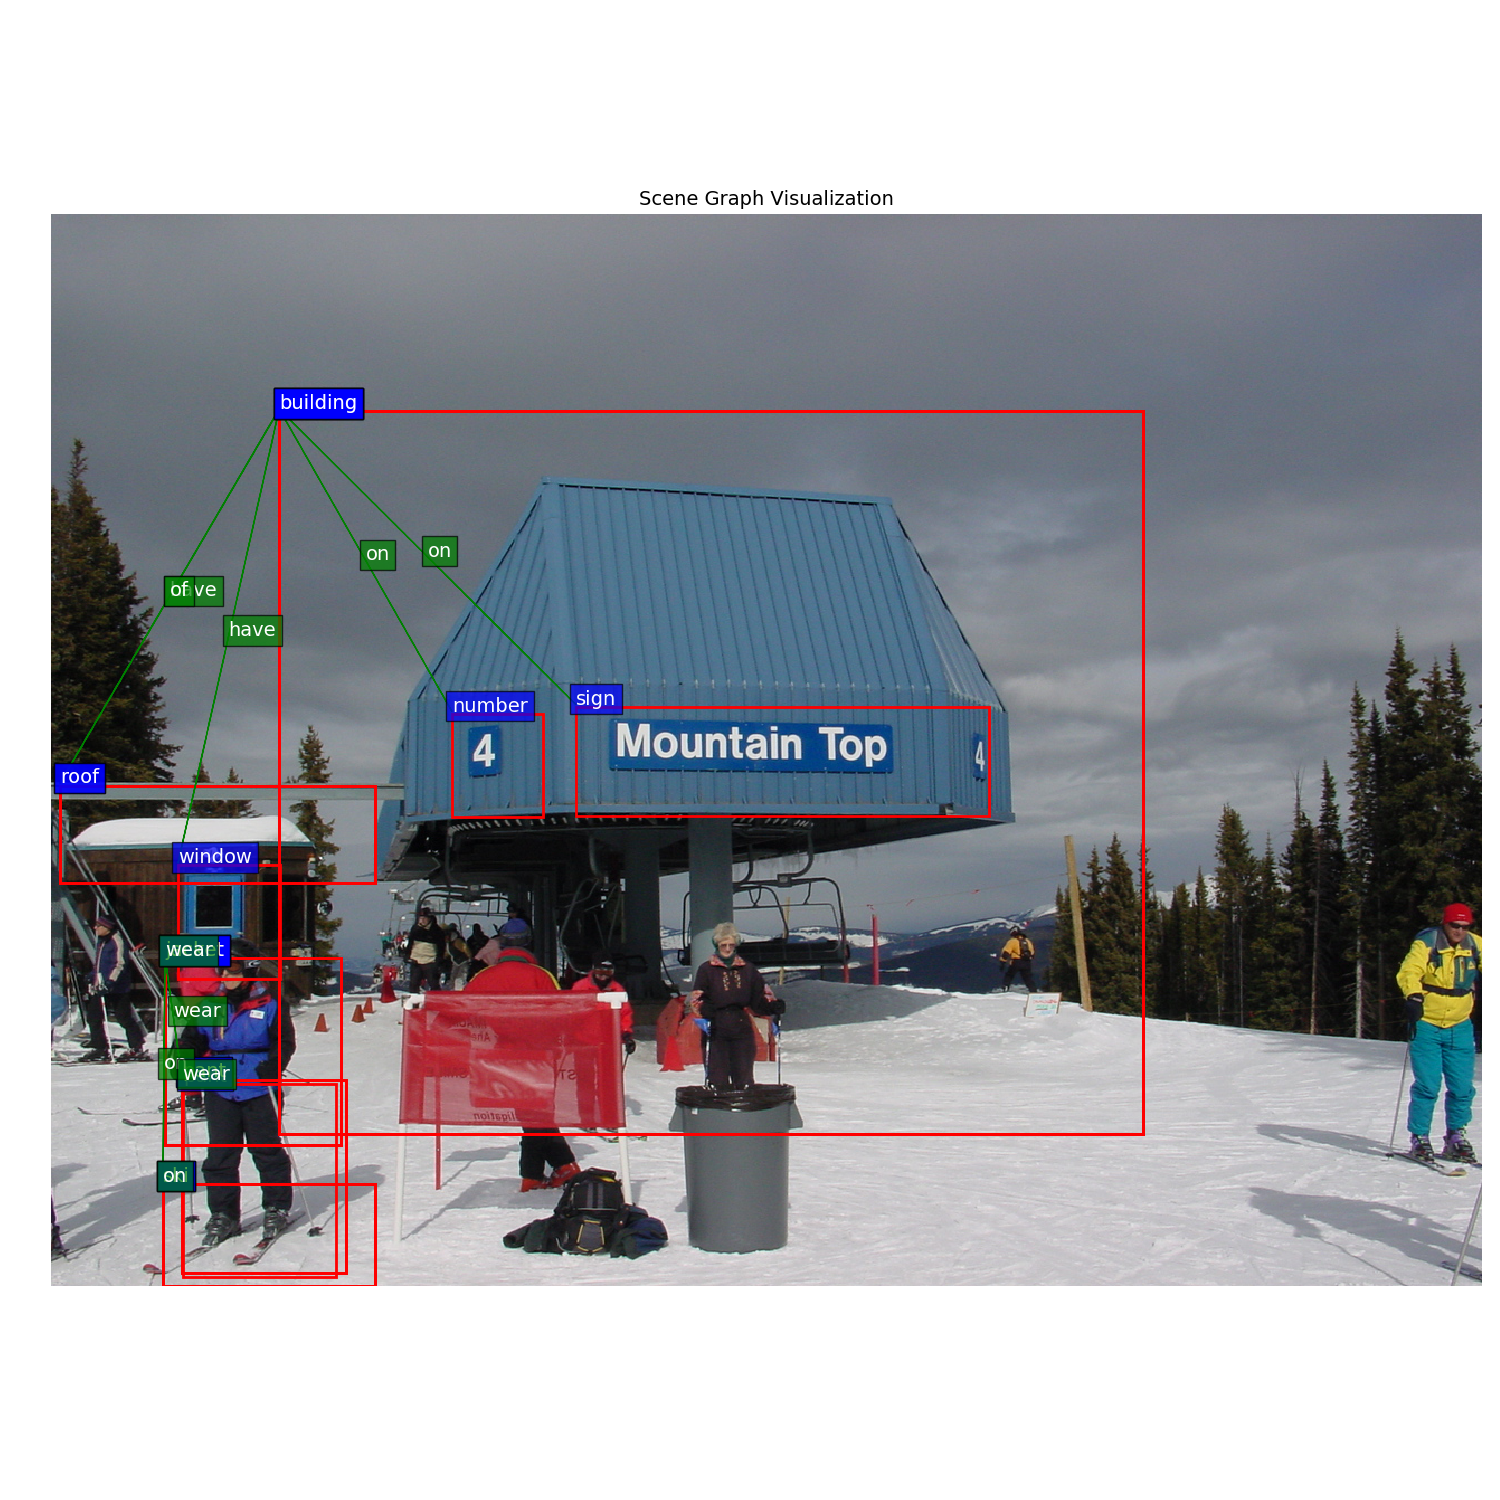 Scene Graph Visualization
building
on
on
of
have
number
sign
4
Mountain Top
4
roof
window
wear
wear
on
wear
on